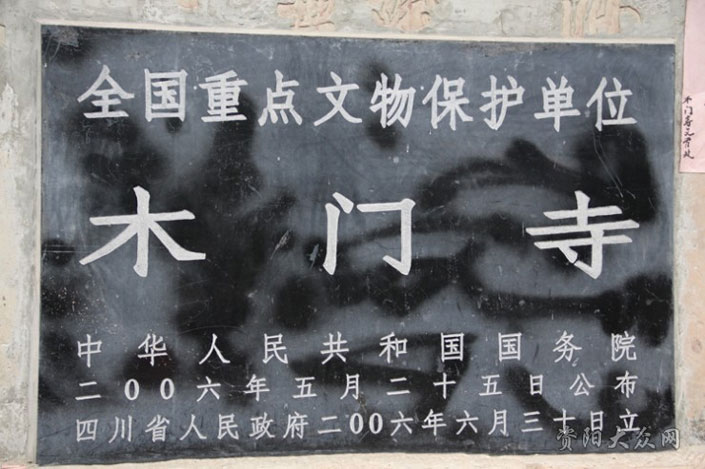 全国重点文物保护单位
木门寺
中华人民共和国国务院
二00六年五月二十五日公布
四川省人民政府二00六年六月三十日立
资阳大众网